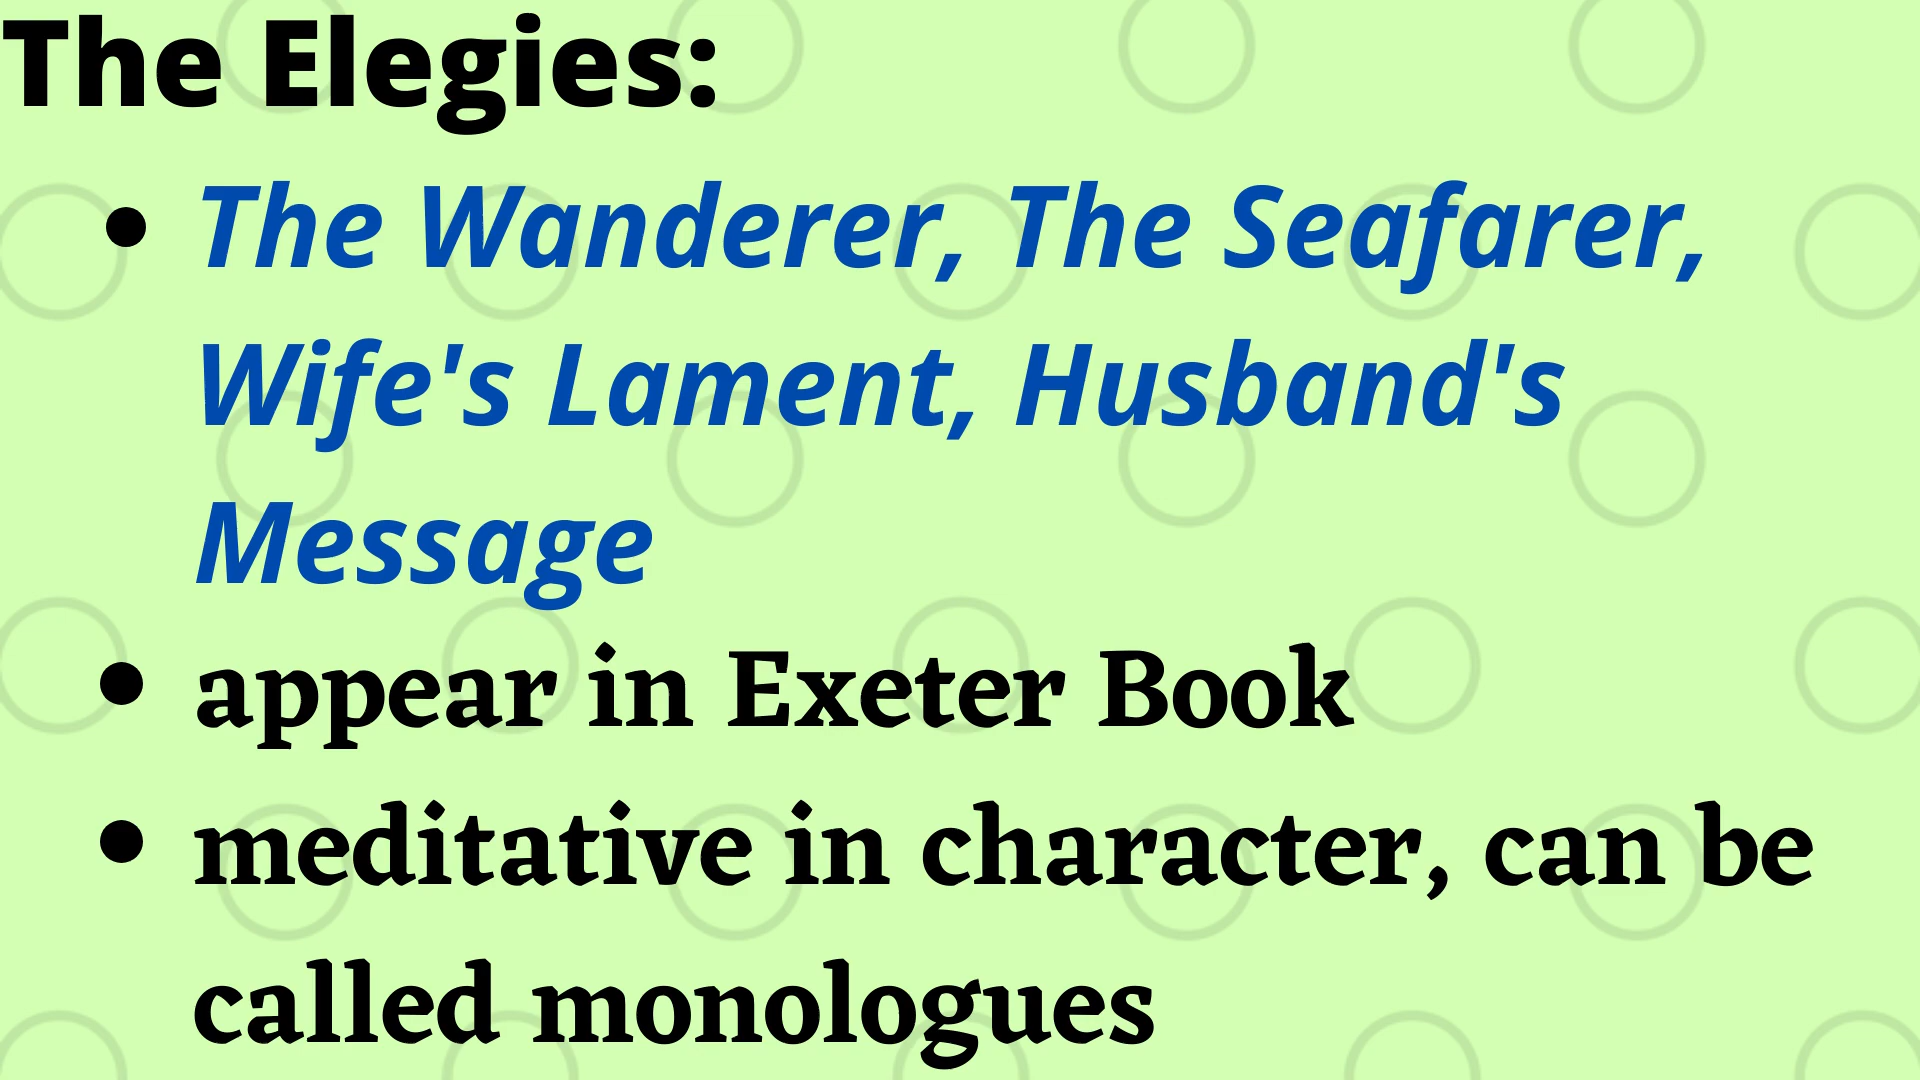 The Elegies:
• The Wanderer, The Seafarer,
Wife's Lament, Husband's
Message
• appear in Exeter Book
• meditative in character, can be
called monologues